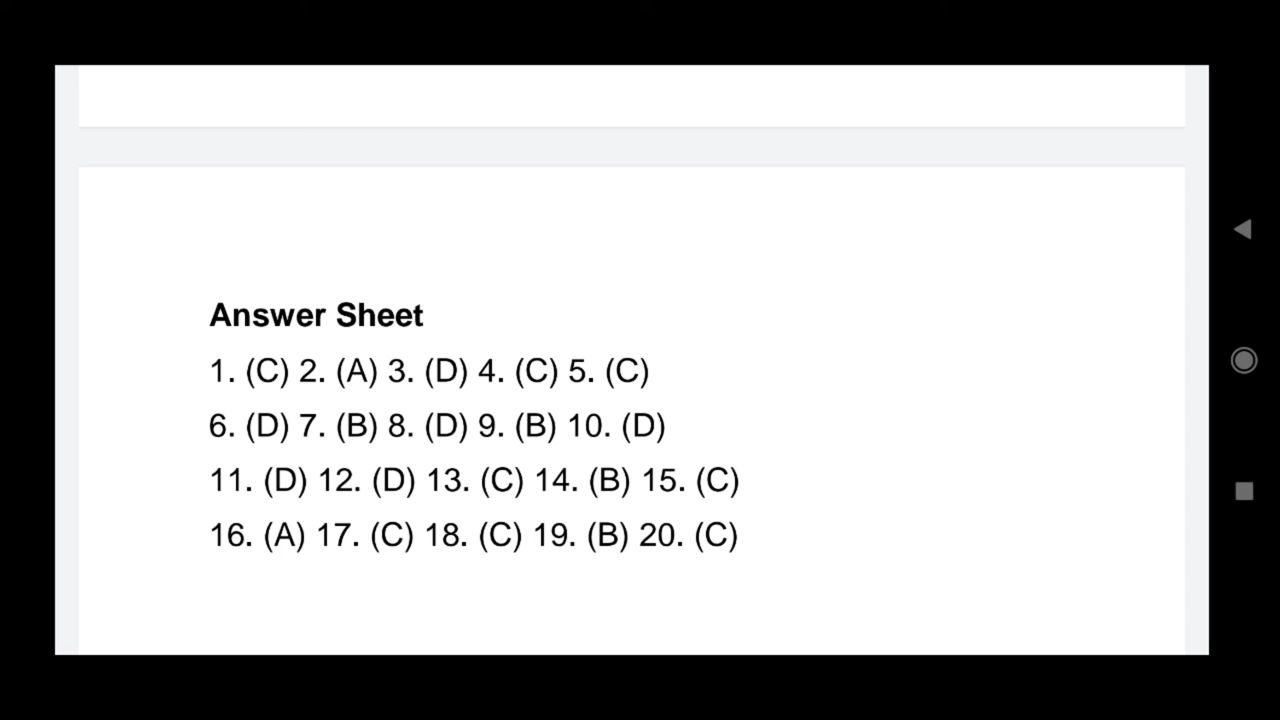 Answer Sheet
1. (C) 2. (A) 3. (D) 4. (C) 5. (C)
6. (D) 7. (B) 8. (D) 9. (B) 10. (D)
11. (D) 12. (D) 13. (C) 14. (B) 15. (C)
16. (A) 17. (C) 18. (C) 19. (B) 20. (C)